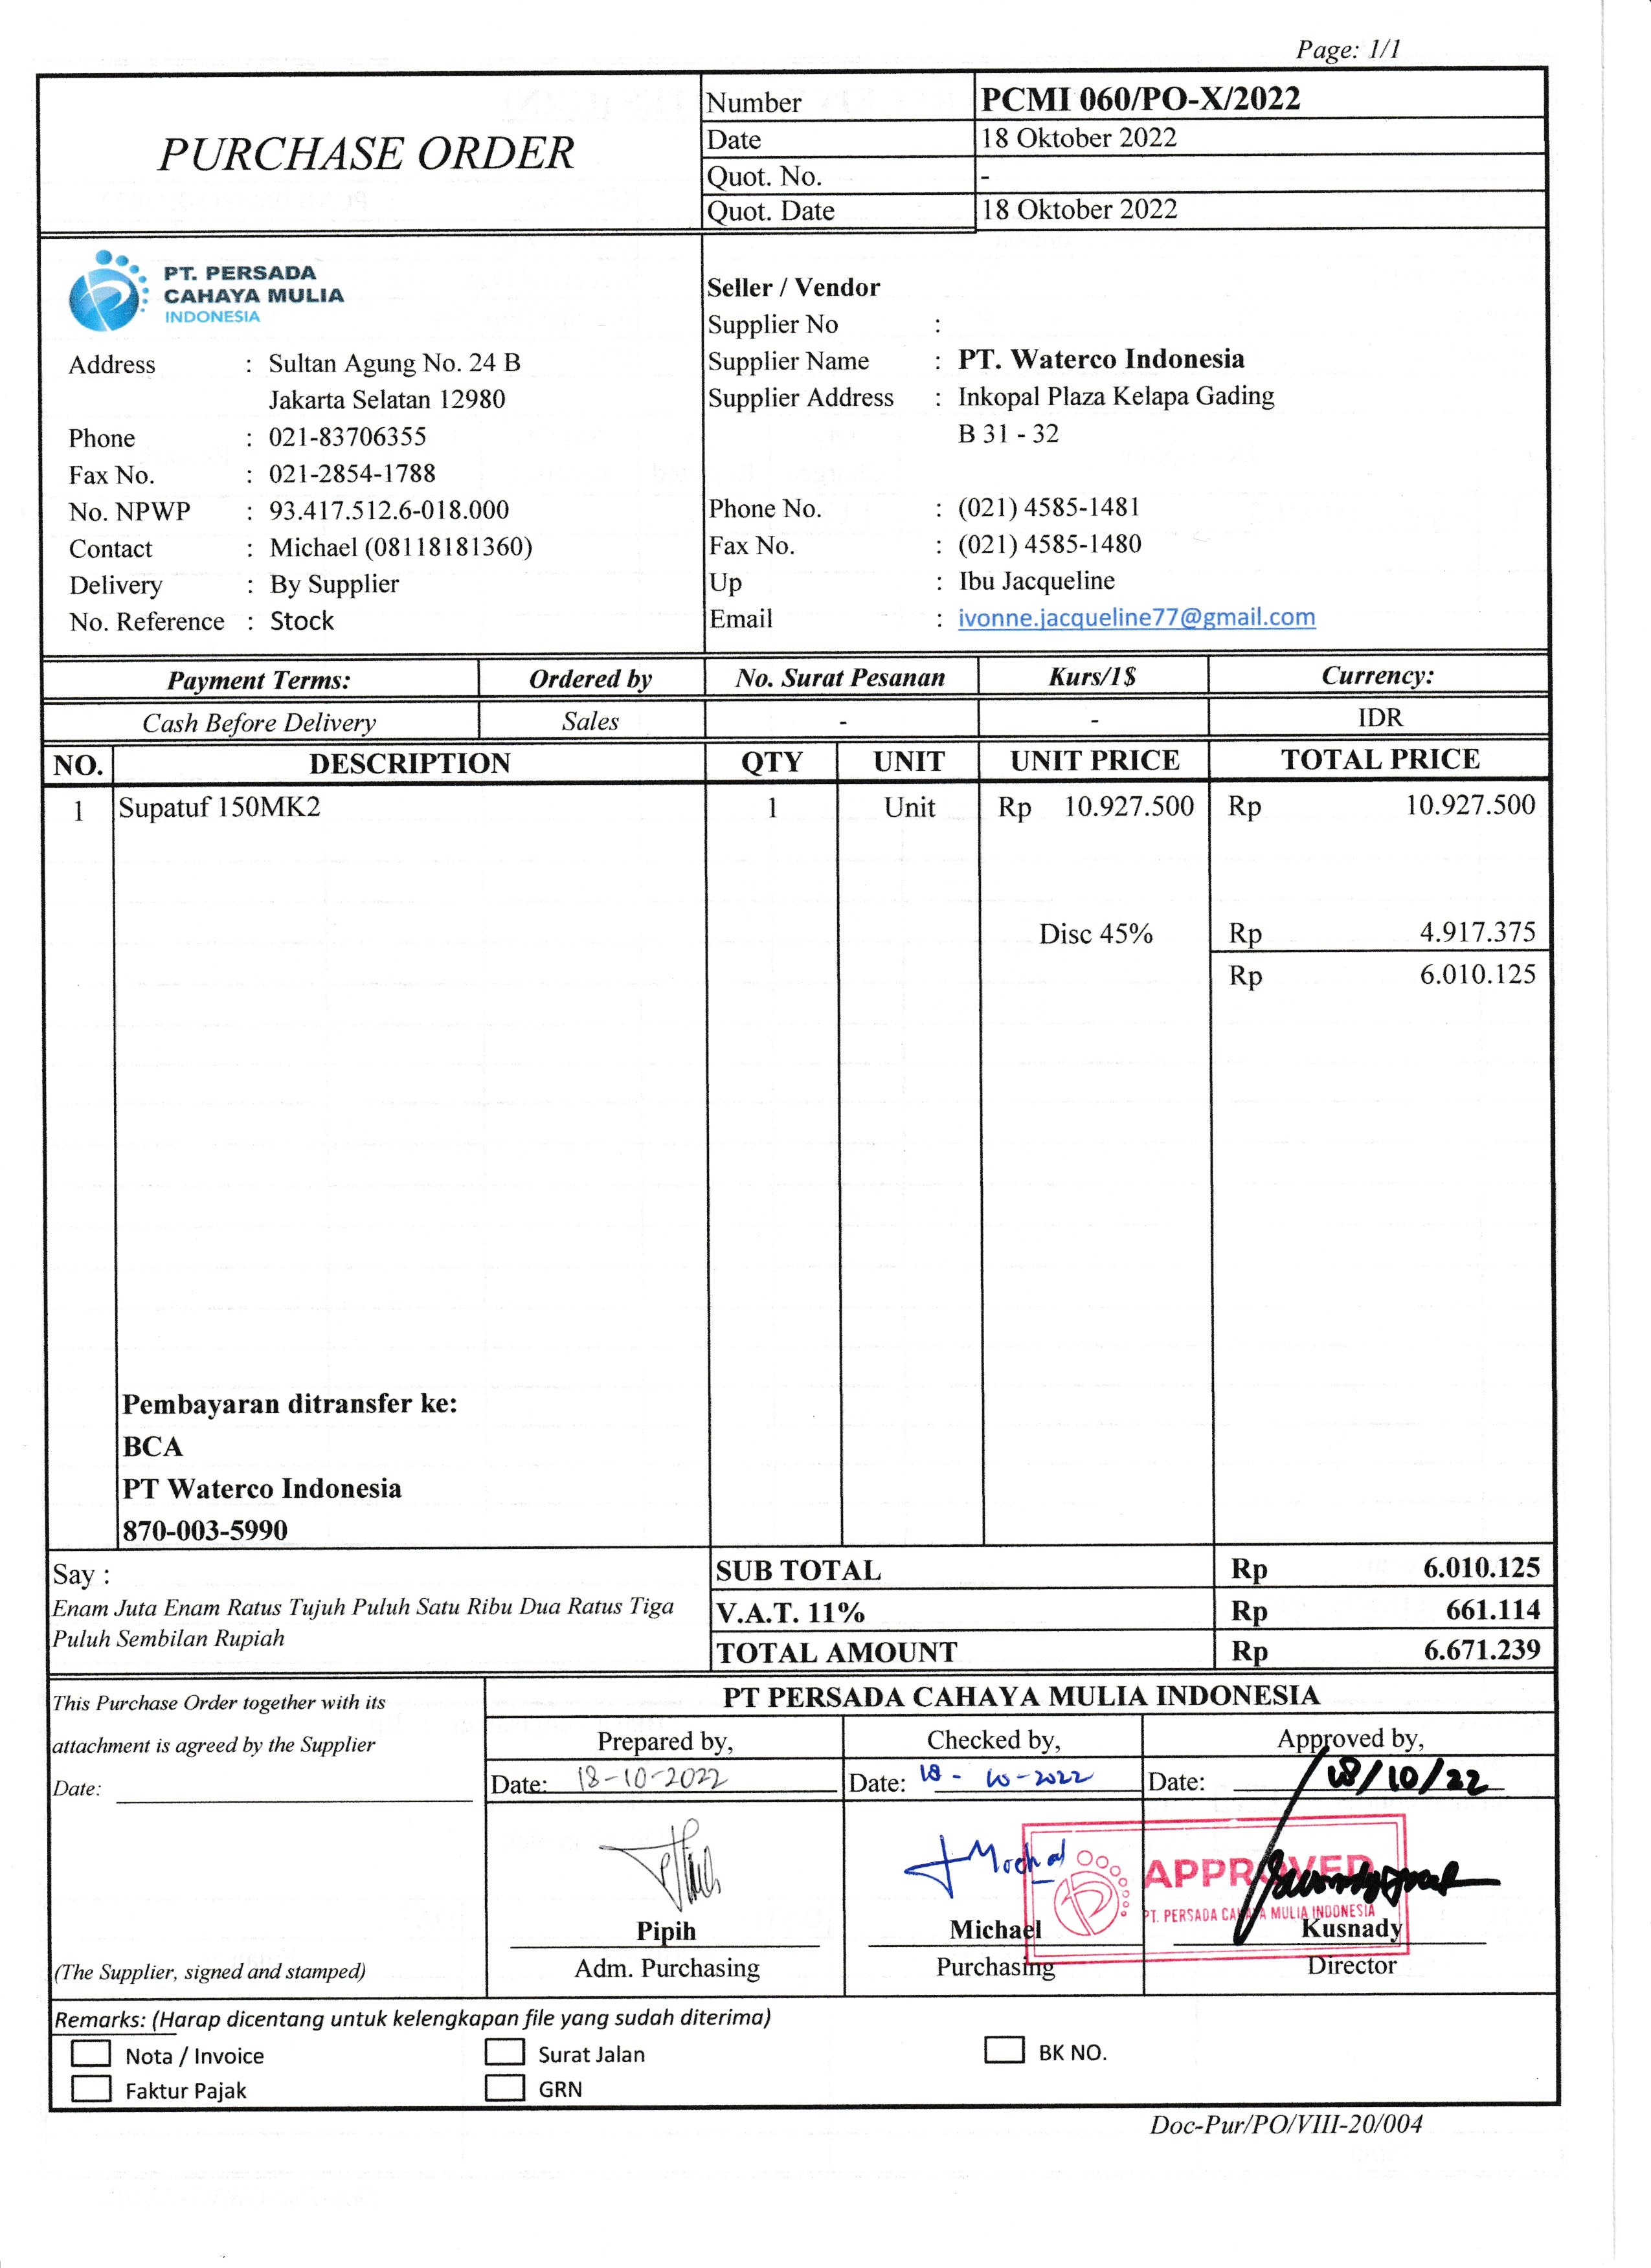 Page: 1/1
PURCHASE ORDER
Number PCMI 060/PO-X/2022
Date 18 Oktober 2022
Quot. No. -
Quot. Date 18 Oktober 2022
PT. PERSADA
CAHAYA MULIA
INDONESIA
Address : Sultan Agung No. 24 B
Jakarta Selatan 12980
Phone : 021-83706355
Fax No. : 021-2854-1788
No. NPWP : 93.417.512.6-018.000
Contact : Michael (08118181360)
Delivery : By Supplier
No. Reference : Stock
Seller / Vendor
Supplier No :
Supplier Name : PT. Waterco Indonesia
Supplier Address : Inkopal Plaza Kelapa Gading
B 31 - 32
Phone No. : (021) 4585-1481
Fax No. : (021) 4585-1480
Up : Ibu Jacqueline
Email : ivonne.jacqueline77@gmail.com
Payment Terms: Ordered by No. Surat Pesanan Kurs/1$ Currency:
Cash Before Delivery Sales - - IDR
NO. DESCRIPTION QTY UNIT UNIT PRICE TOTAL PRICE
1 Supatuf 150MK2 1 Unit Rp 10.927.500 Rp 10.927.500
Disc 45% Rp 4.917.375
Rp 6.010.125
Pembayaran ditransfer ke:
BCA
PT Waterco Indonesia
870-003-5990
Say :
Enam Juta Enam Ratus Tujuh Puluh Satu Ribu Dua Ratus Tiga
Puluh Sembilan Rupiah
SUB TOTAL Rp 6.010.125
V.A.T. 11% Rp 661.114
TOTAL AMOUNT Rp 6.671.239
This Purchase Order together with its
attachment is agreed by the Supplier
Date:
(The Supplier, signed and stamped)
PT PERSADA CAHAYA MULIA INDONESIA
Prepared by, Checked by, Approved by,
Date: 18-10-2022 Date: 18-10-2022 Date: 18/10/22
APPROVED
PT. PERSADA CAHAYA MULIA INDONESIA
Pipih Michael Kusnady
Adm. Purchasing Purchasing Director
Remarks: (Harap dicentang untuk kelengkapan file yang sudah diterima)
Nota / Invoice Surat Jalan BK NO.
Faktur Pajak GRN
Doc-Pur/PO/VIII-20/004